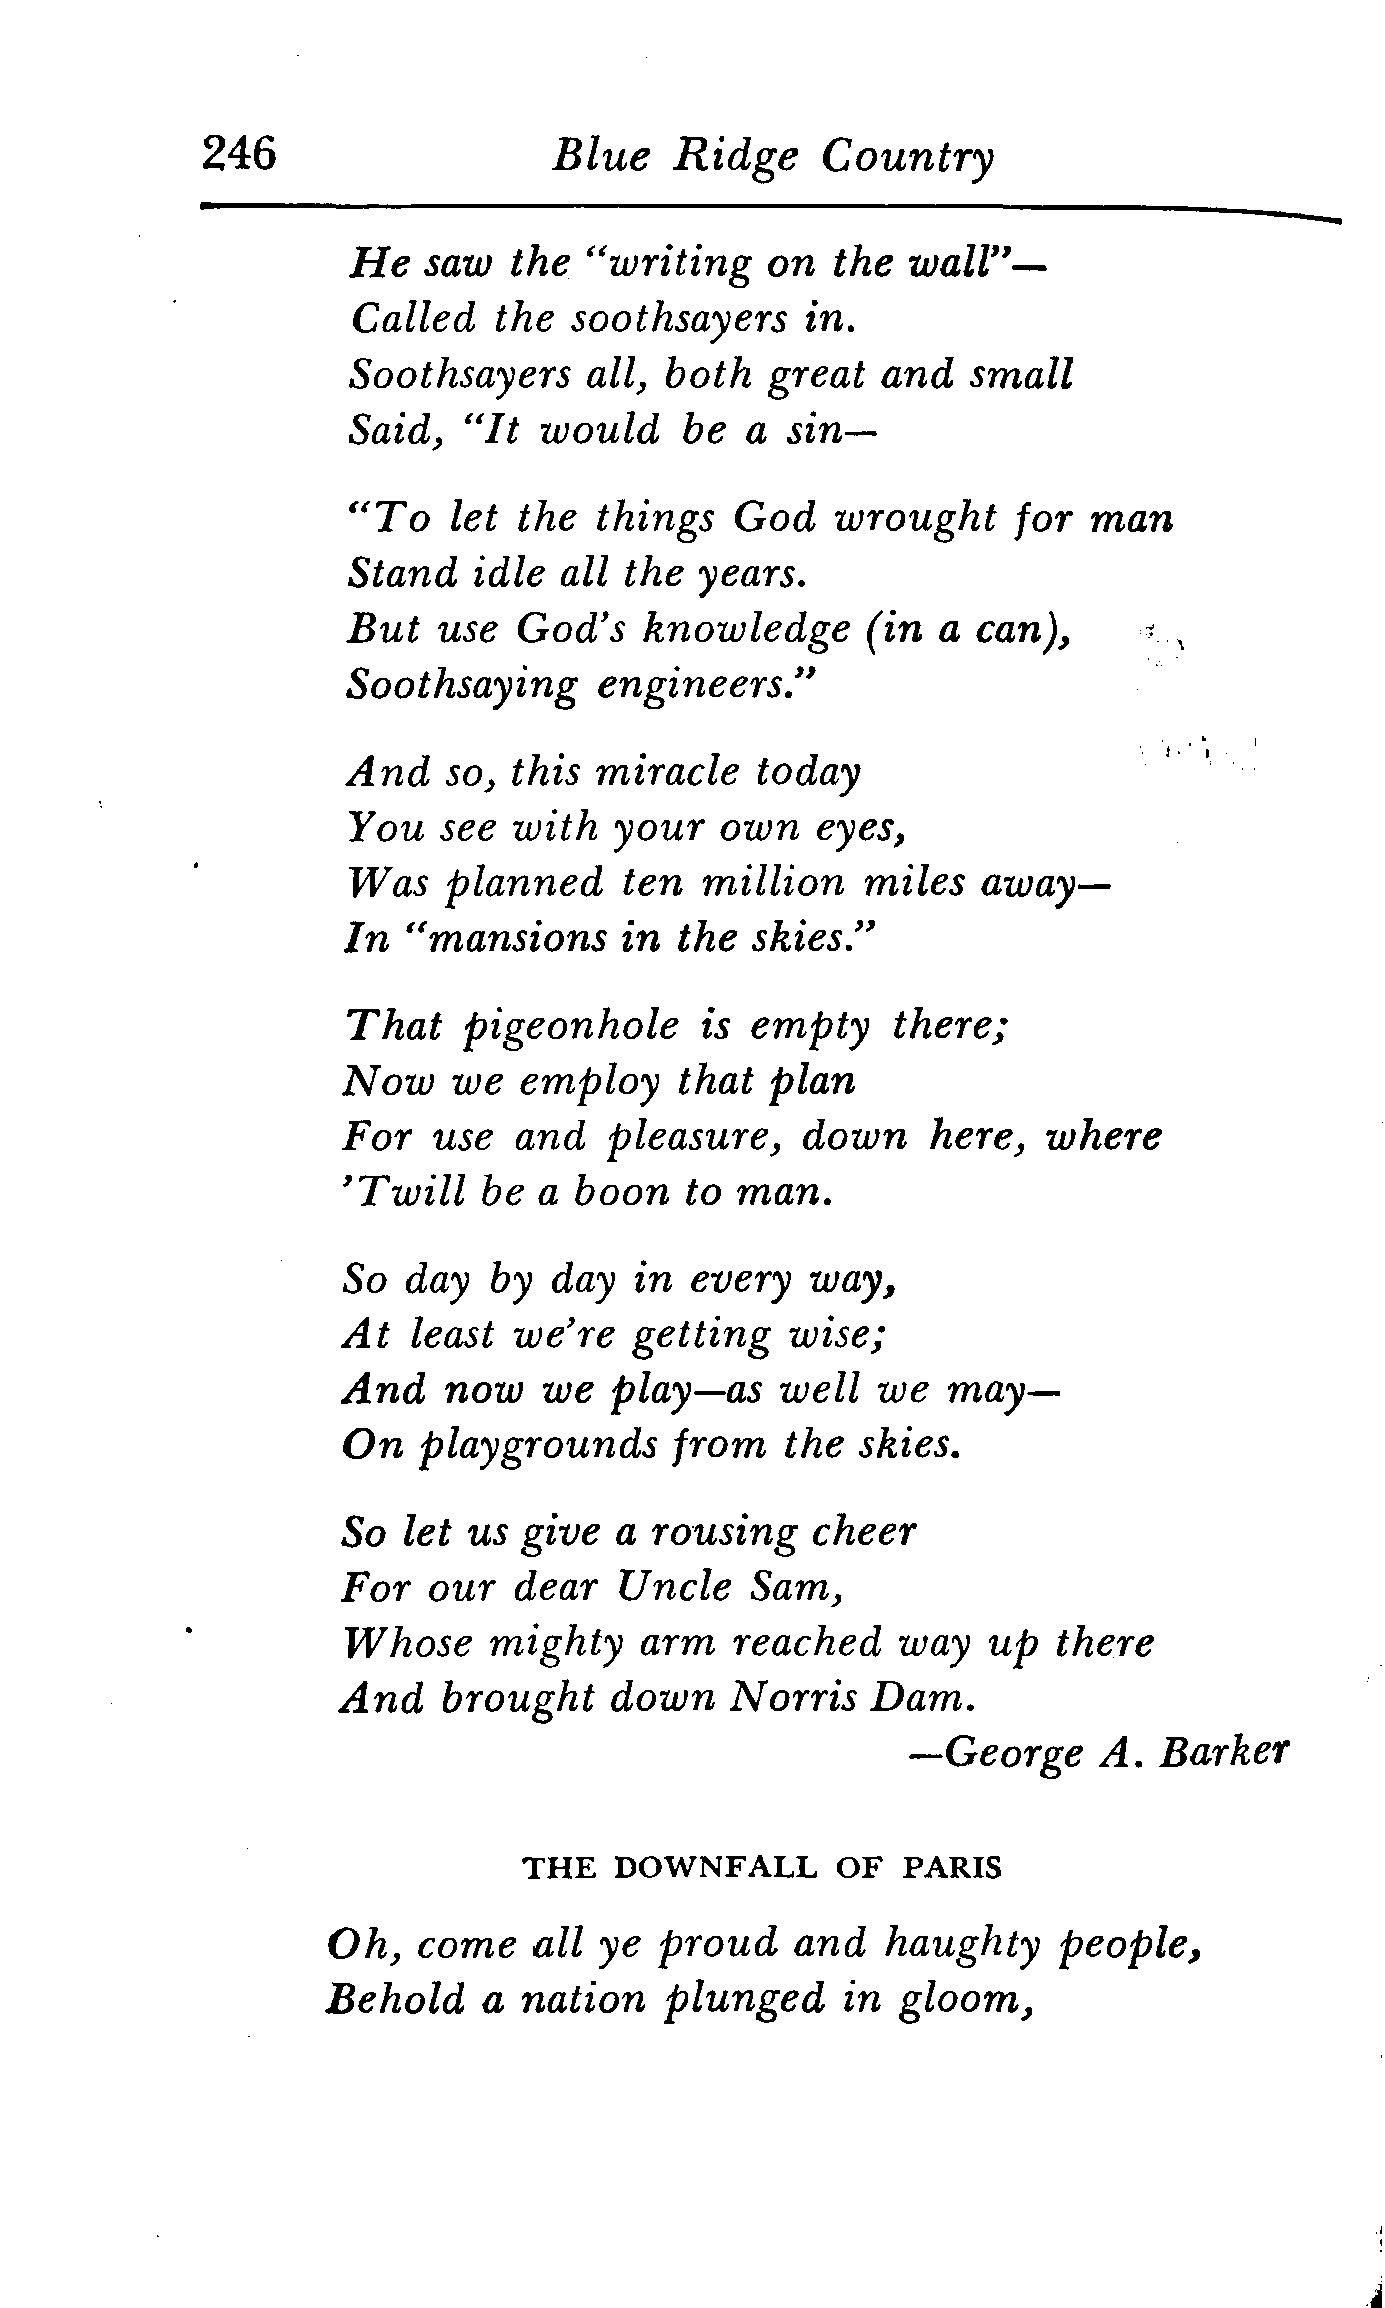 246 Blue Ridge Country
He saw the “writing on the wall”—
Called the soothsayers in.
Soothsayers all, both great and small
Said, “It would be a sin—
“To let the things God wrought for man
Stand idle all the years.
But use God’s knowledge (in a can),
Soothsaying engineers.”
And so, this miracle today
You see with your own eyes,
Was planned ten million miles away—
In “mansions in the skies.”
That pigeonhole is empty there;
Now we employ that plan
For use and pleasure, down here, where
’Twill be a boon to man.
So day by day in every way,
At least we’re getting wise;
And now we play—as well we may—
On playgrounds from the skies.
So let us give a rousing cheer
For our dear Uncle Sam,
Whose mighty arm reached way up there
And brought down Norris Dam.
—George A. Barker
THE DOWNFALL OF PARIS
Oh, come all ye proud and haughty people,
Behold a nation plunged in gloom,